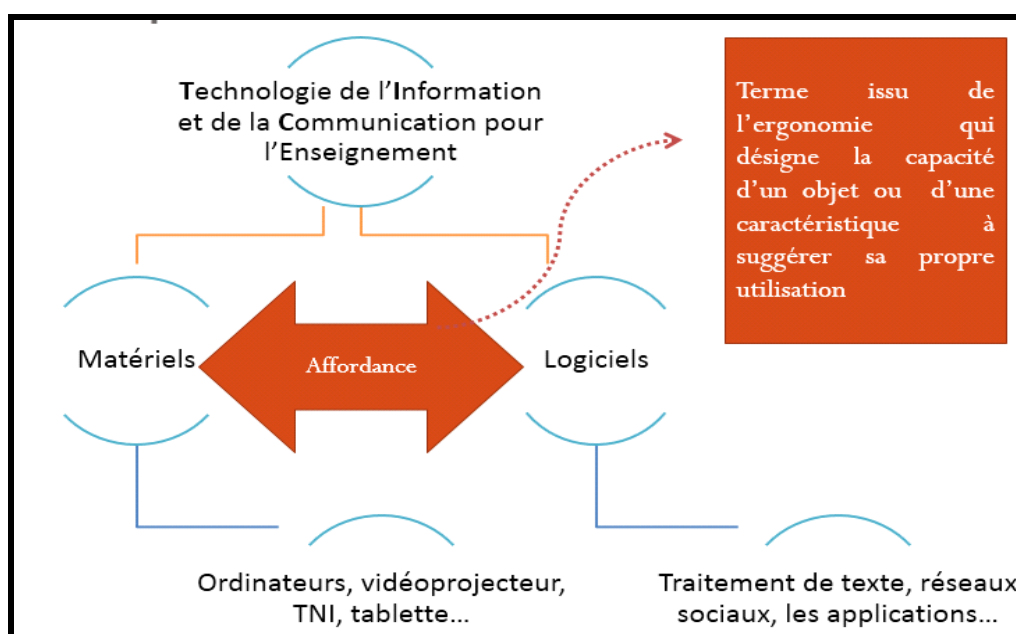 Technologie de l’Information
et de la Communication pour
l’Enseignement
Terme issu de
l’ergonomie qui
désigne la capacité
d’un objet ou d’une
caractéristique à
suggérer sa propre
utilisation
Matériels
Affordance
Logiciels
Ordinateurs, vidéoprojecteur,
TNI, tablette…
Traitement de texte, réseaux
sociaux, les applications…